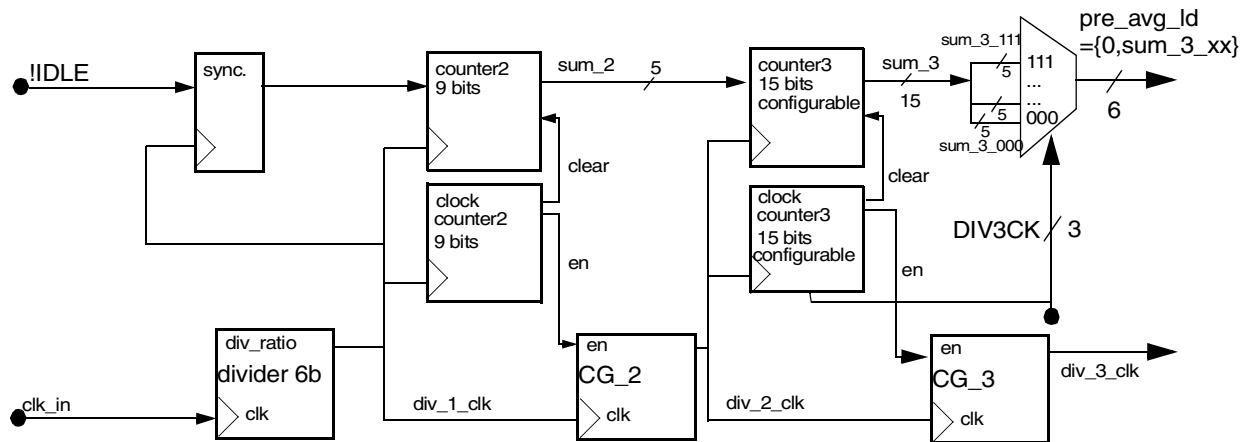 !IDLE
sync.
counter2
9 bits
sum_2
5
counter3
15 bits
configurable
sum_3
15
sum_3_111
5
5
5
sum_3_000
111
...
...
000
pre_avg_ld
={0,sum_3_xx}
6
clear
clock
counter2
9 bits
en
clear
clock
counter3
15 bits
configurable
en
DIV3CK
3
div_ratio
divider 6b
clk
clk_in
div_1_clk
en
CG_2
clk
div_2_clk
en
CG_3
clk
div_3_clk